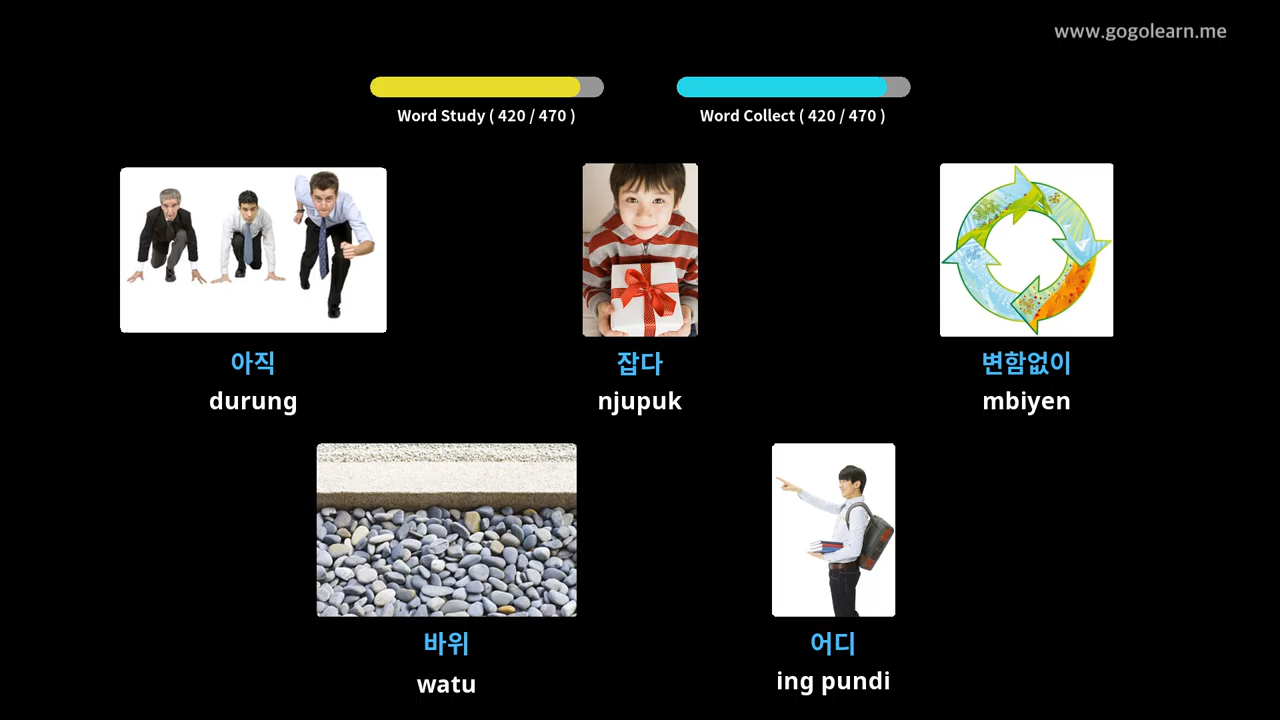 www.gogolearn.me
Word Study ( 420 / 470 )
Word Collect ( 420 / 470 )
아직
durung
잡다
njupuk
변함없이
mbiyen
바위
watu
어디
ing pundi